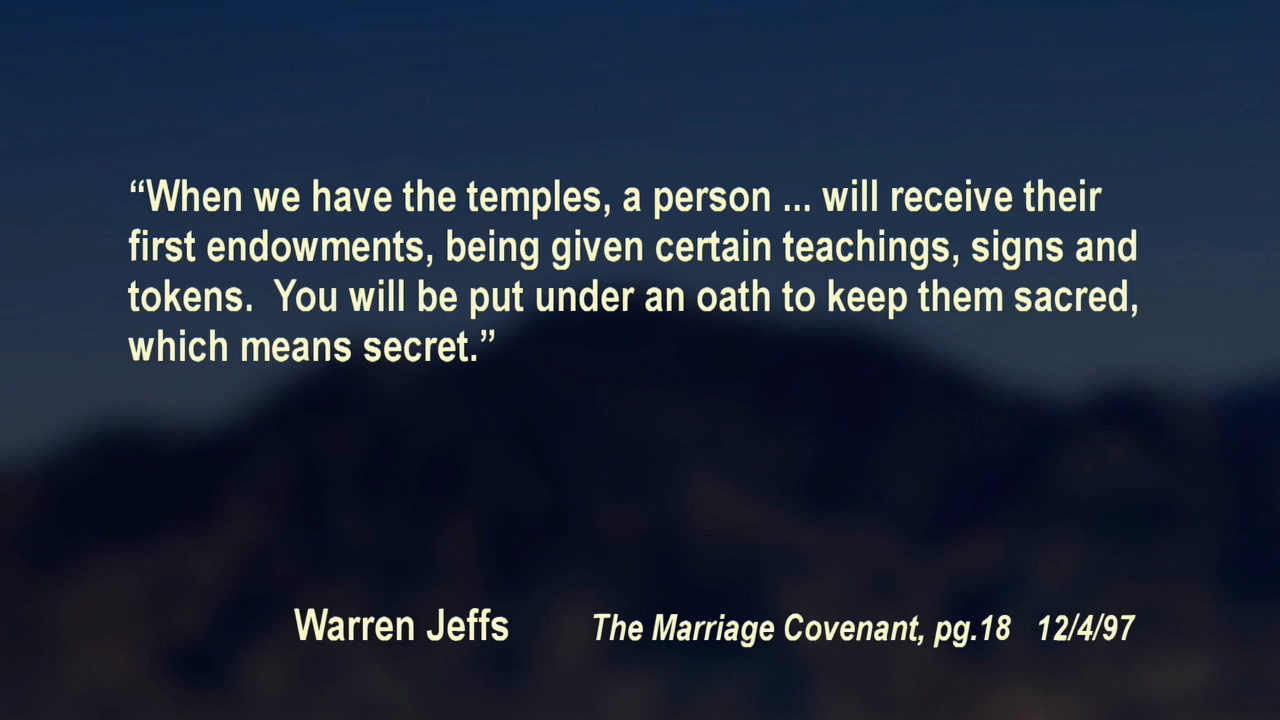 “When we have the temples, a person ... will receive their
first endowments, being given certain teachings, signs and
tokens.  You will be put under an oath to keep them sacred,
which means secret.”
Warren Jeffs The Marriage Covenant, pg.18 12/4/97